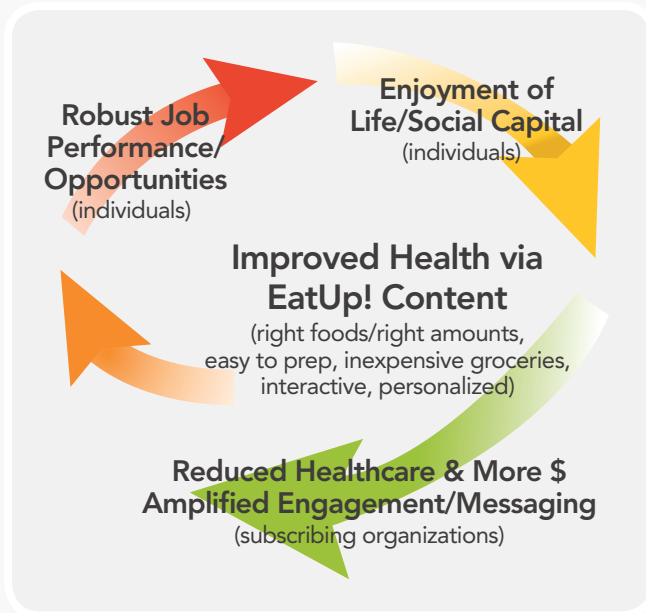 Robust Job
Performance/
Opportunities
(individuals)
Enjoyment of
Life/Social Capital
(individuals)
Improved Health via
EatUp! Content
(right foods/right amounts,
easy to prep, inexpensive groceries,
interactive, personalized)
Reduced Healthcare & More $
Amplified Engagement/Messaging
(subscribing organizations)